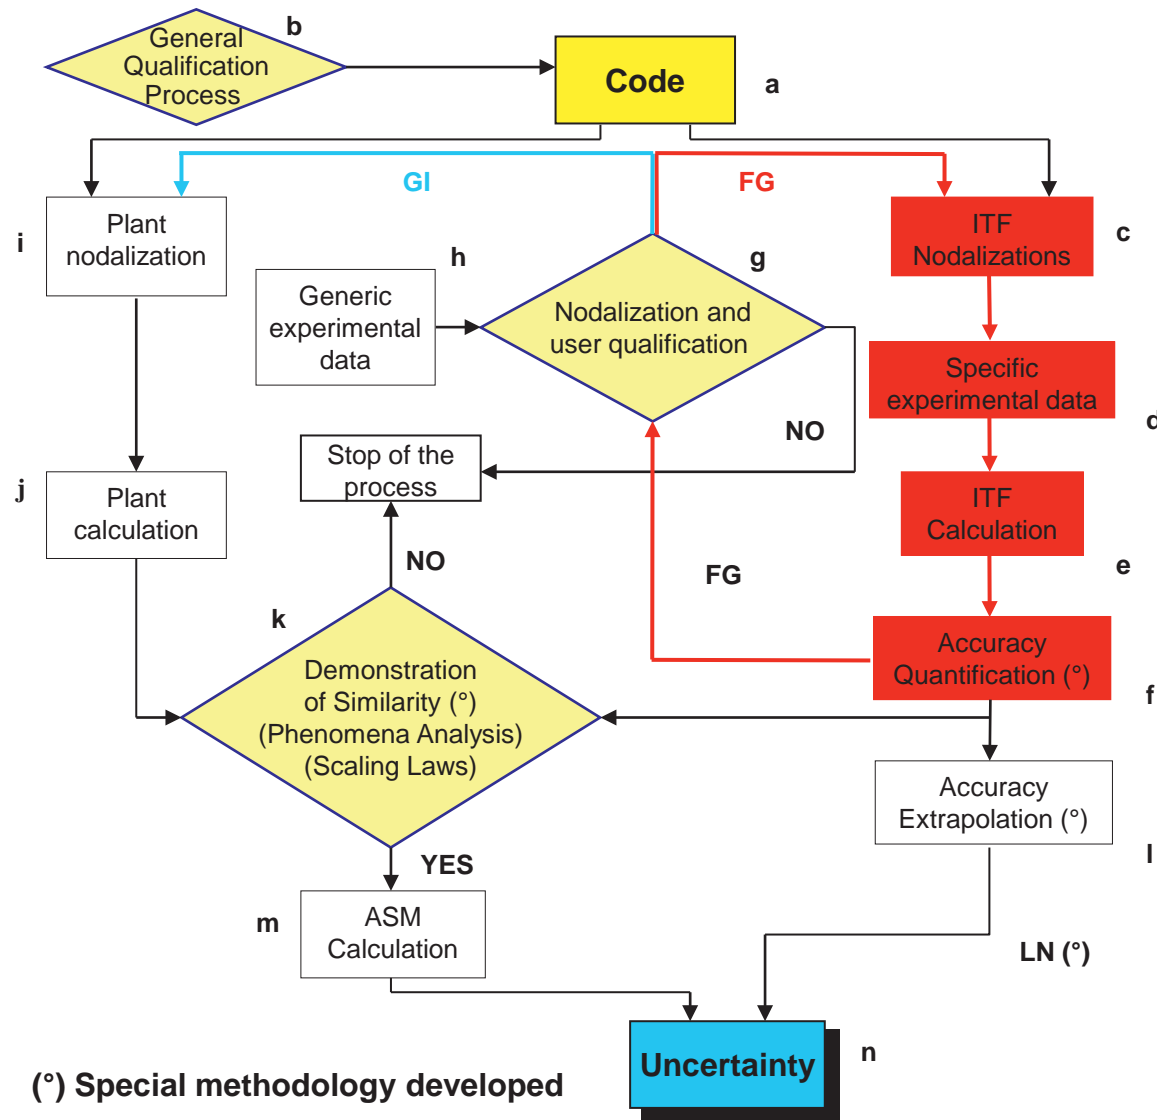 b
General
Qualification
Process
Code
a
GI
FG
i
Plant
nodalization
ITF
Nodalizations
c
h
g
Generic
experimental
data
Nodalization and
user qualification
Specific
experimental data
d
NO
Stop of the
process
j
Plant
calculation
ITF
Calculation
e
NO
FG
k
Demonstration
of Similarity (°)
(Phenomena Analysis)
(Scaling Laws)
Accuracy
Quantification (°)
f
Accuracy
Extrapolation (°)
l
YES
m
ASM
Calculation
LN (°)
Uncertainty
n
(°) Special methodology developed